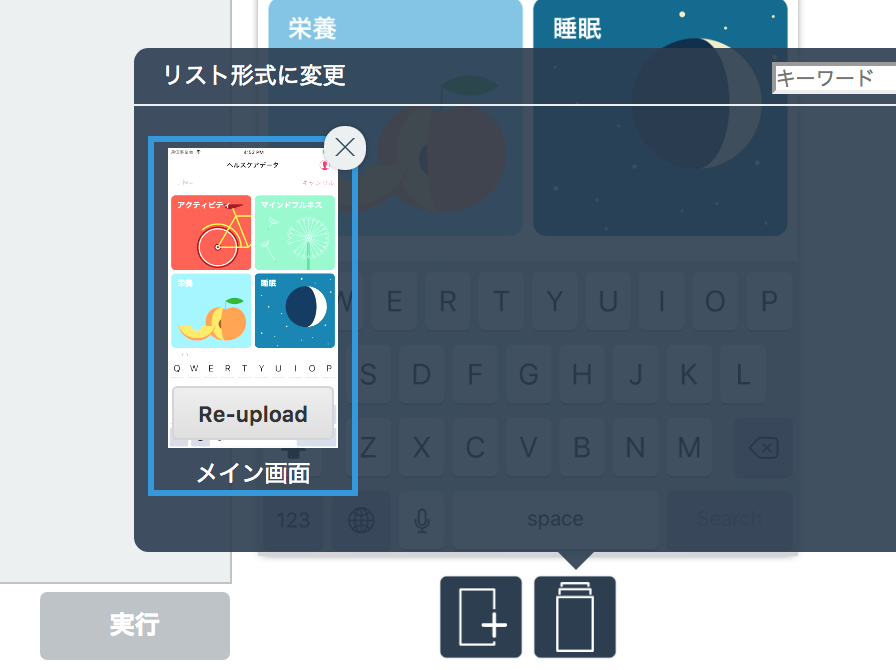 栄養
睡眠
リスト形式に変更
キーワード
4:52 PM
ヘルスケアデータ
キャンセル
アクティビティ
マインドフルネス
栄養
睡眠
Q W E R T Y U I O P
Re-upload
メイン画面
W E R T Y U I O P
S D F G H J K L
Z X C V B N M
123
space
Search
実行